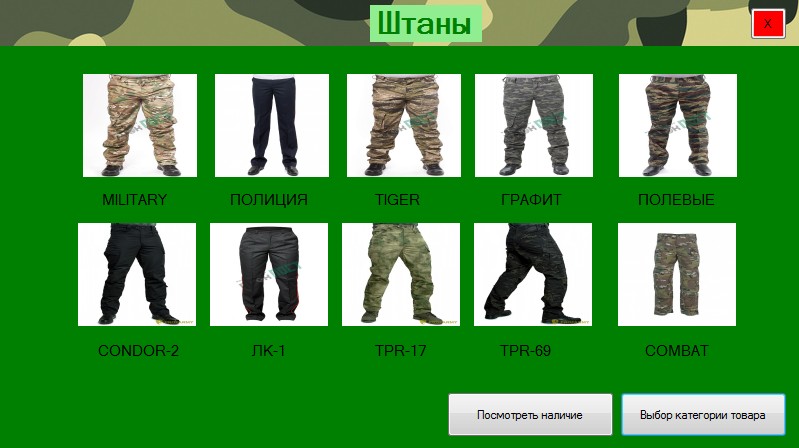 Штаны
X
MILITARY
ПОЛИЦИЯ
TIGER
ГРАФИТ
ПОЛЕВЫЕ
CONDOR-2
ЛК-1
TPR-17
TPR-69
COMBAT
Посмотреть наличие
Выбор категории товара